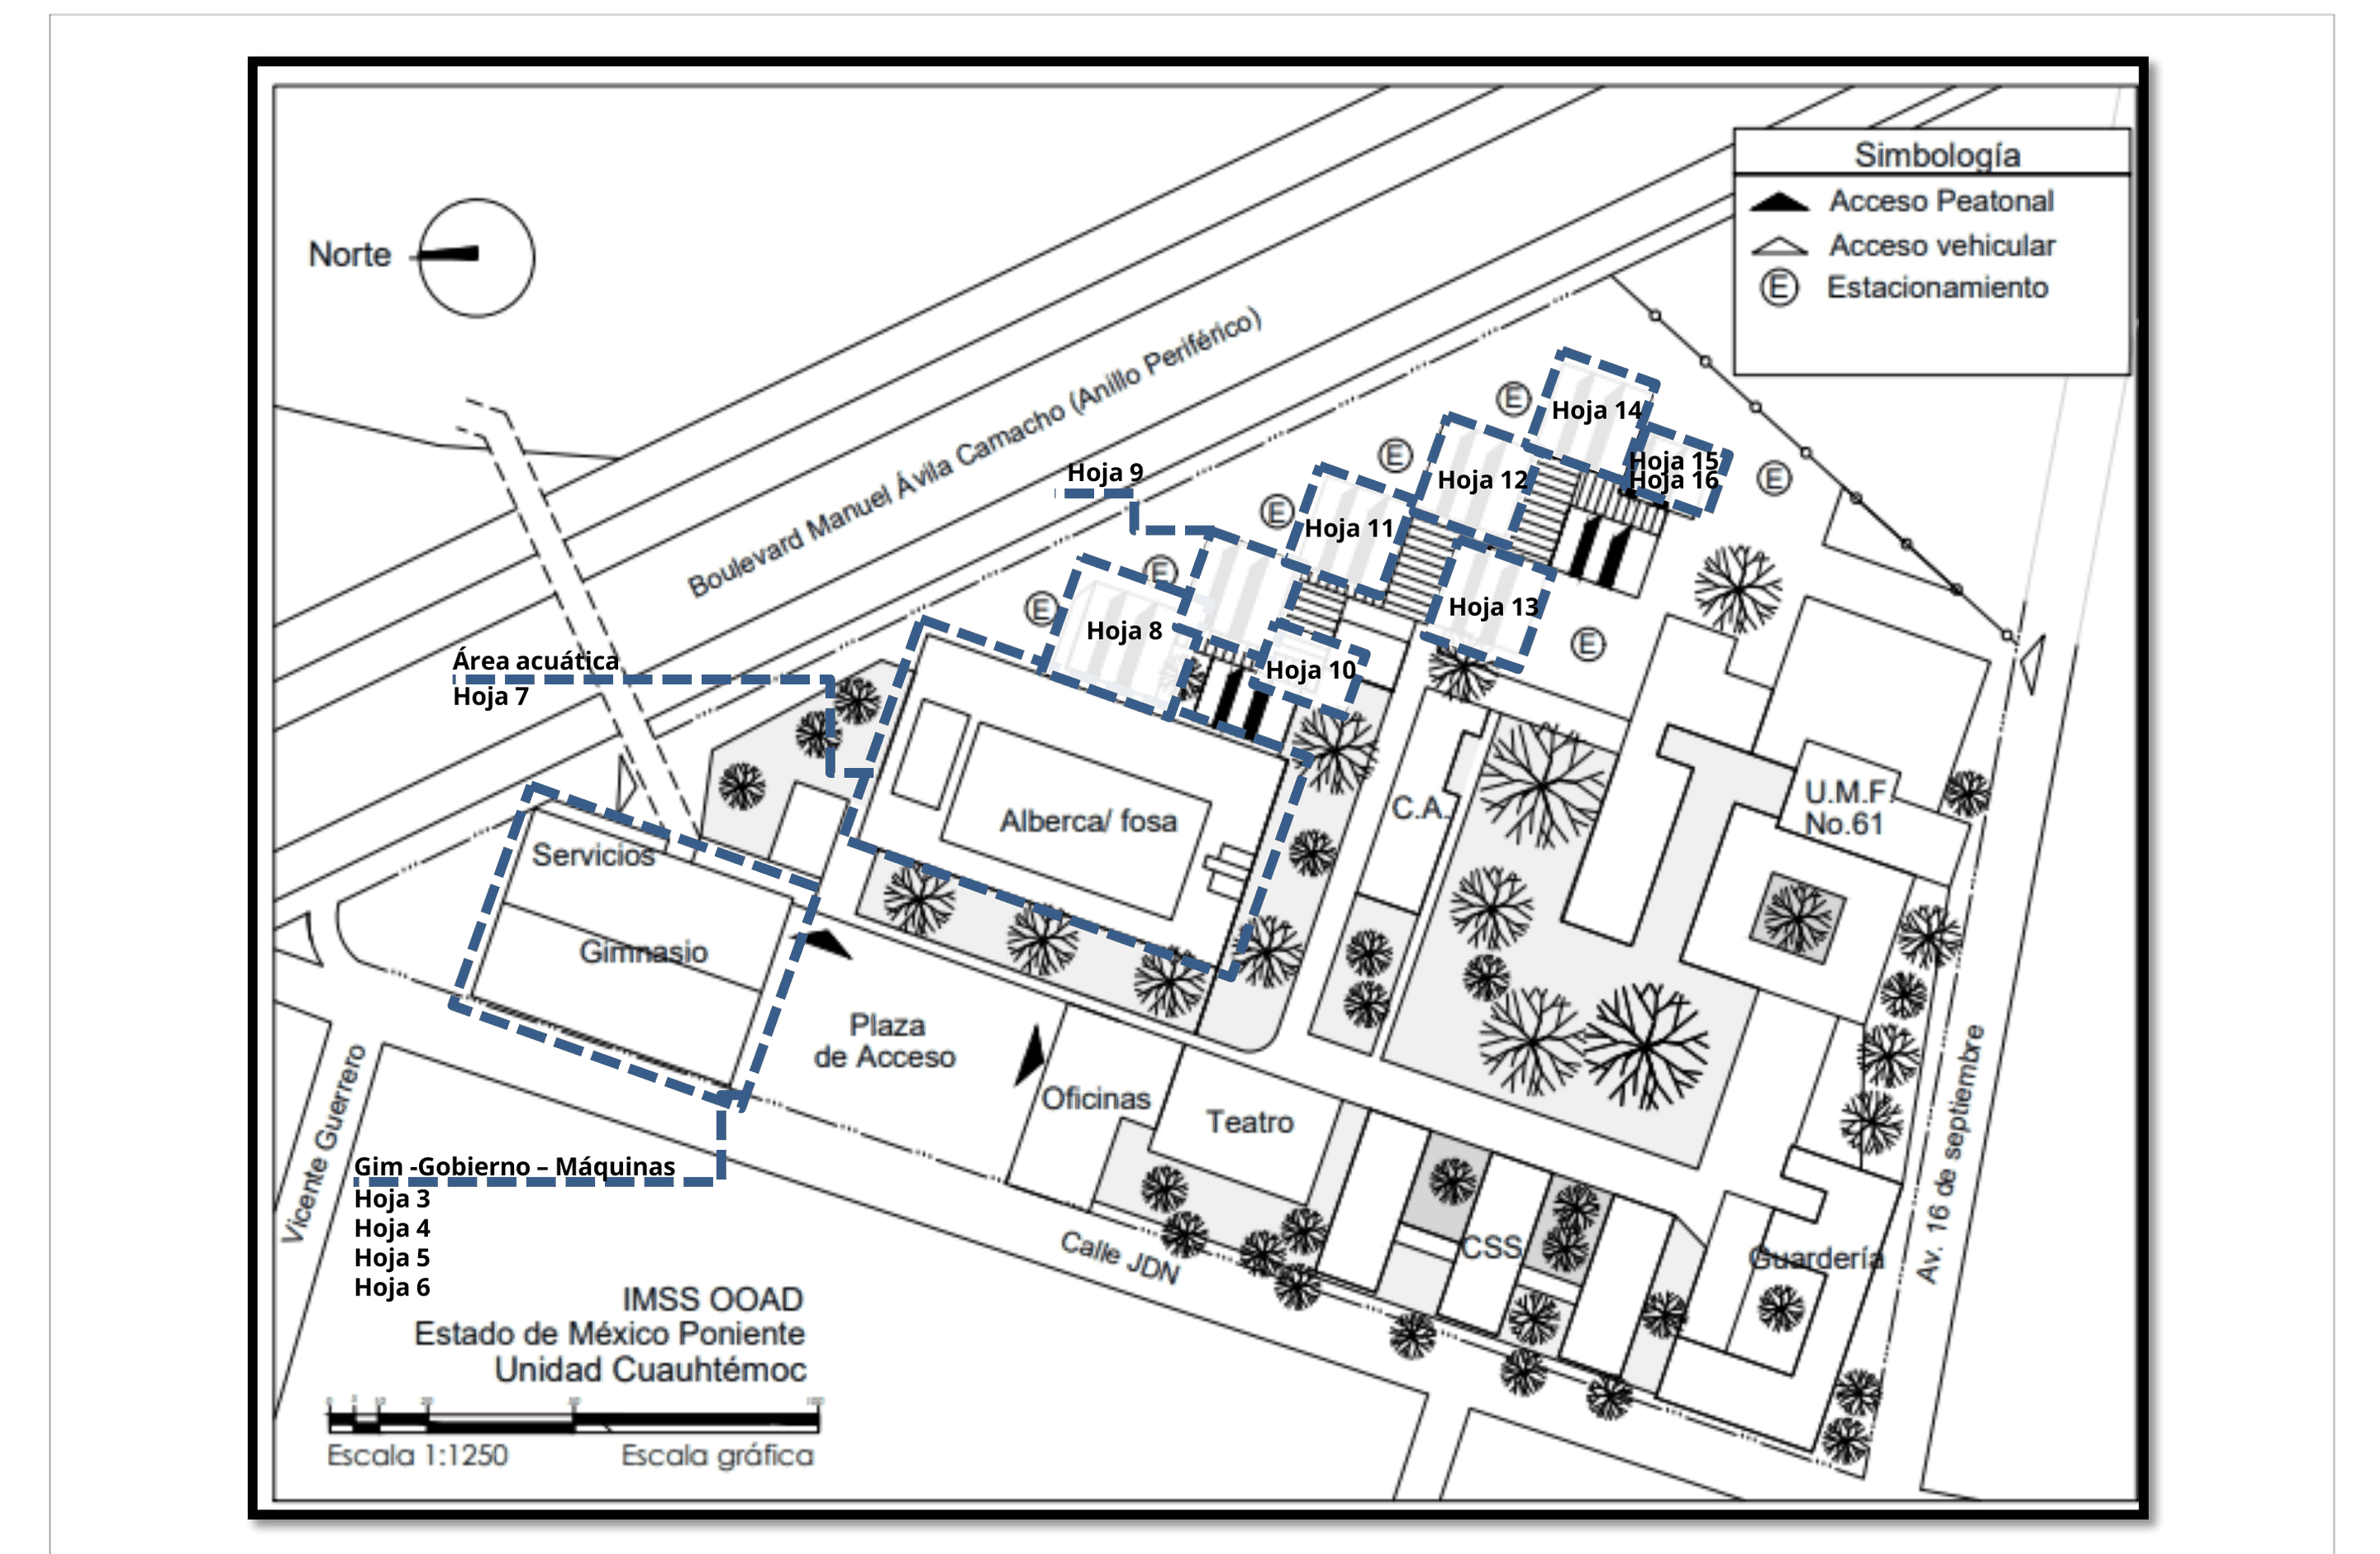 Simbología
Acceso Peatonal
Acceso vehicular
E Estacionamiento
Norte
Boulevard Manuel Ávila Camacho (Anillo Periférico)
E
Hoja 14
E
Hoja 15
Hoja 16
E
Hoja 12
Hoja 9
E
Hoja 11
E
Hoja 13
E
E
Hoja 8
E
Hoja 10
Área acuática
Hoja 7
Alberca/ fosa
C.A.
U.M.F.
No.61
Servicios
Gimnasio
Plaza
de Acceso
Oficinas
Teatro
Vicente Guerrero
Av. 16 de septiembre
Gim -Gobierno – Máquinas
Hoja 3
Hoja 4
Hoja 5
Hoja 6
Calle JDN
CSS
Guardería
IMSS OOAD
Estado de México Poniente
Unidad Cuauhtémoc
Escala 1:1250
Escala gráfica